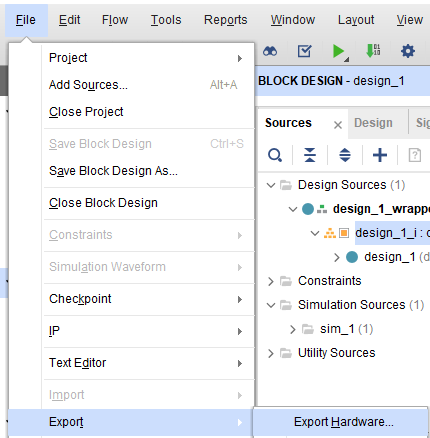 File Edit Flow Tools Reports Window Layout View
Project
Add Sources... Alt+A
Close Project
Save Block Design Ctrl+S
Save Block Design As...
Close Block Design
Constraints
Simulation Waveform
Checkpoint
IP
Text Editor
Import
Export
BLOCK DESIGN - design_1
Sources Design Sig
Design Sources (1)
design_1_wrappe
design_1_i : d
design_1 (d
Constraints
Simulation Sources (1)
sim_1 (1)
Utility Sources
Export Hardware...